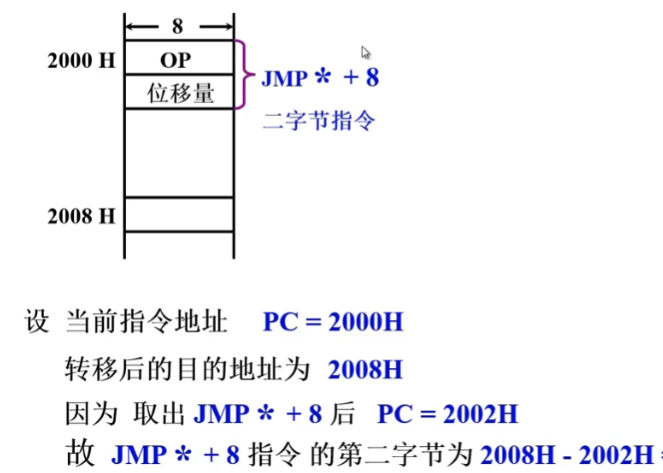 8
2000 H
OP
位移量
JMP * + 8
二字节指令
2008 H
设 当前指令地址 PC = 2000H
转移后的目的地址为 2008H
因为 取出 JMP * + 8 后 PC = 2002H
故 JMP * + 8 指令 的第二字节为 2008H - 2002H =